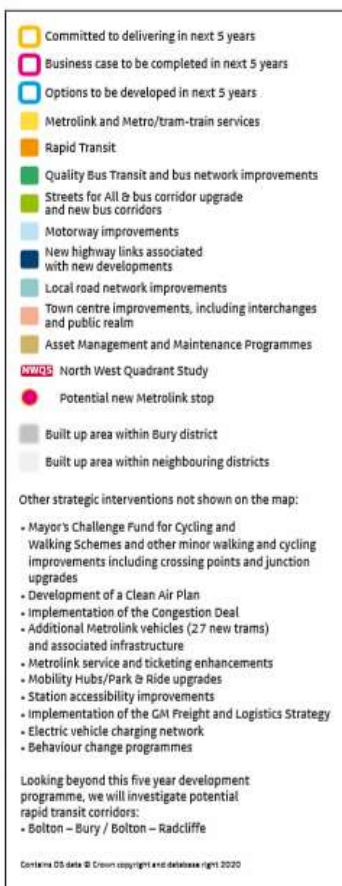 Committed to delivering in next 5 years
Business case to be completed in next 5 years
Options to be developed in next 5 years
Metrolink and Metro/tram-train services
Rapid Transit
Quality Bus Transit and bus network improvements
Streets for All & bus corridor upgrade
and new bus corridors
Motorway improvements
New highway links associated
with new developments
Local road network improvements
Town centre improvements, including interchanges
and public realm
Asset Management and Maintenance Programmes
NWQS North West Quadrant Study
Potential new Metrolink stop
Built up area within Bury district
Built up area within neighbouring districts
Other strategic interventions not shown on the map:
• Mayor's Challenge Fund for Cycling and
Walking Schemes and other minor walking and cycling
improvements including crossing points and junction
upgrades
• Development of a Clean Air Plan
• Implementation of the Congestion Deal
• Additional Metrolink vehicles (27 new trams)
and associated infrastructure
• Metrolink service and ticketing enhancements
• Mobility Hubs/Park & Ride upgrades
• Station accessibility improvements
• Implementation of the GM Freight and Logistics Strategy
• Electric vehicle charging network
• Behaviour change programmes
Looking beyond this five year development
programme, we will investigate potential
rapid transit corridors:
• Bolton – Bury / Bolton – Radcliffe
Contains OS data © Crown copyright and database right 2020